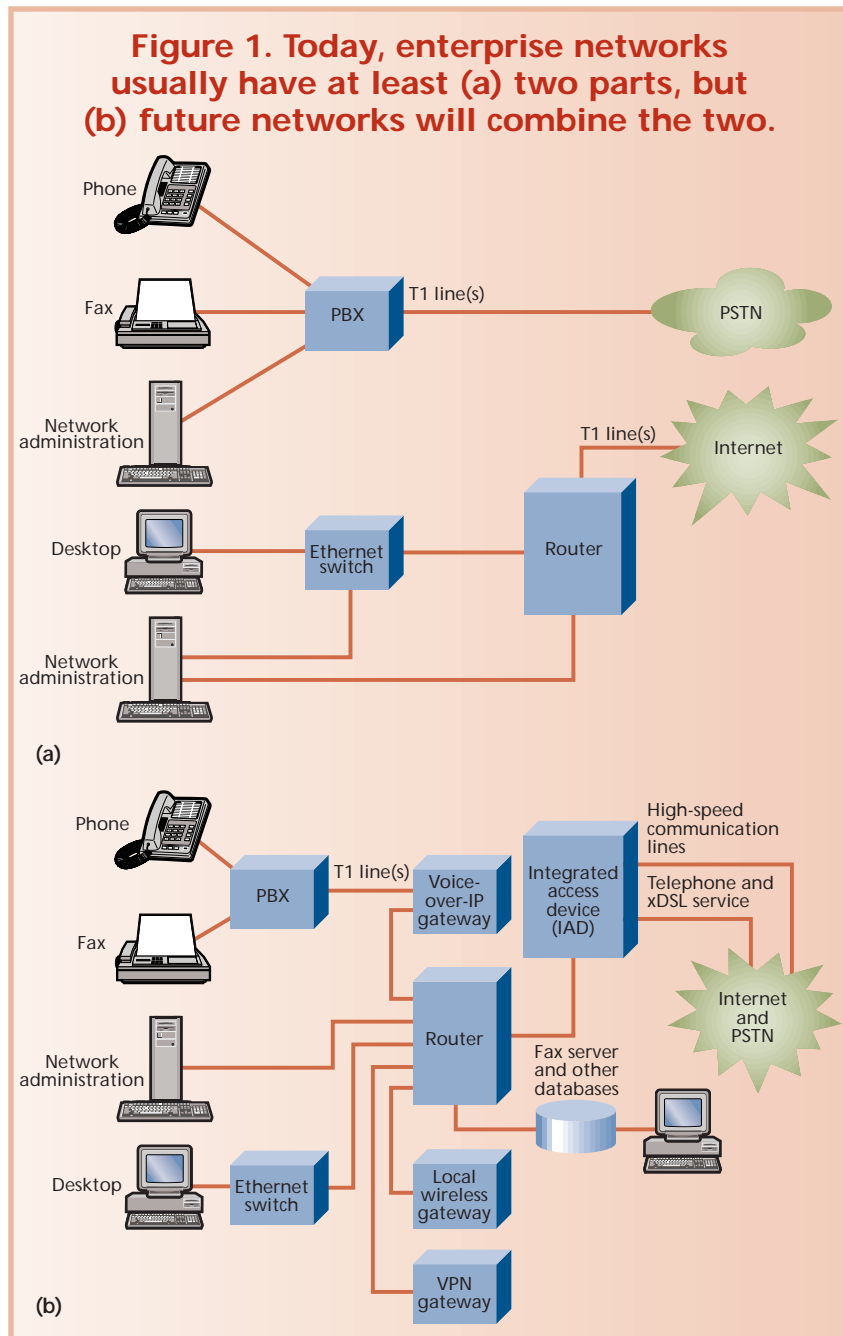 Figure 1. Today, enterprise networks
usually have at least (a) two parts, but
(b) future networks will combine the two.
Phone
Fax
PBX
T1 line(s)
PSTN
Network
administration
T1 line(s)
Internet
Desktop
Ethernet
switch
Router
Network
administration
(a)
Phone
PBX
T1 line(s)
Voice-
over-IP
gateway
Integrated
access
device
(IAD)
High-speed
communication
lines
Telephone and
xDSL service
Fax
Internet
and
PSTN
Router
Network
administration
Fax server
and other
databases
Desktop
Ethernet
switch
Local
wireless
gateway
VPN
gateway
(b)